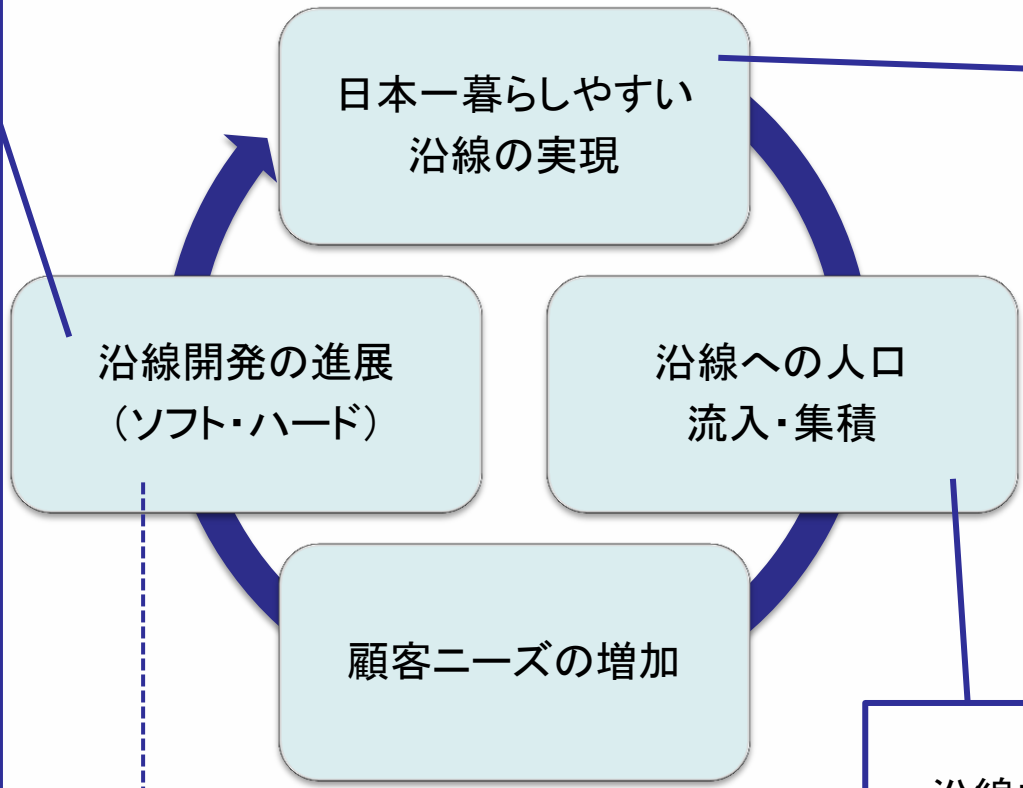 日本一暮らしやすい
沿線の実現
沿線開発の進展
（ソフト・ハード）
沿線への人口
流入・集積
顧客ニーズの増加